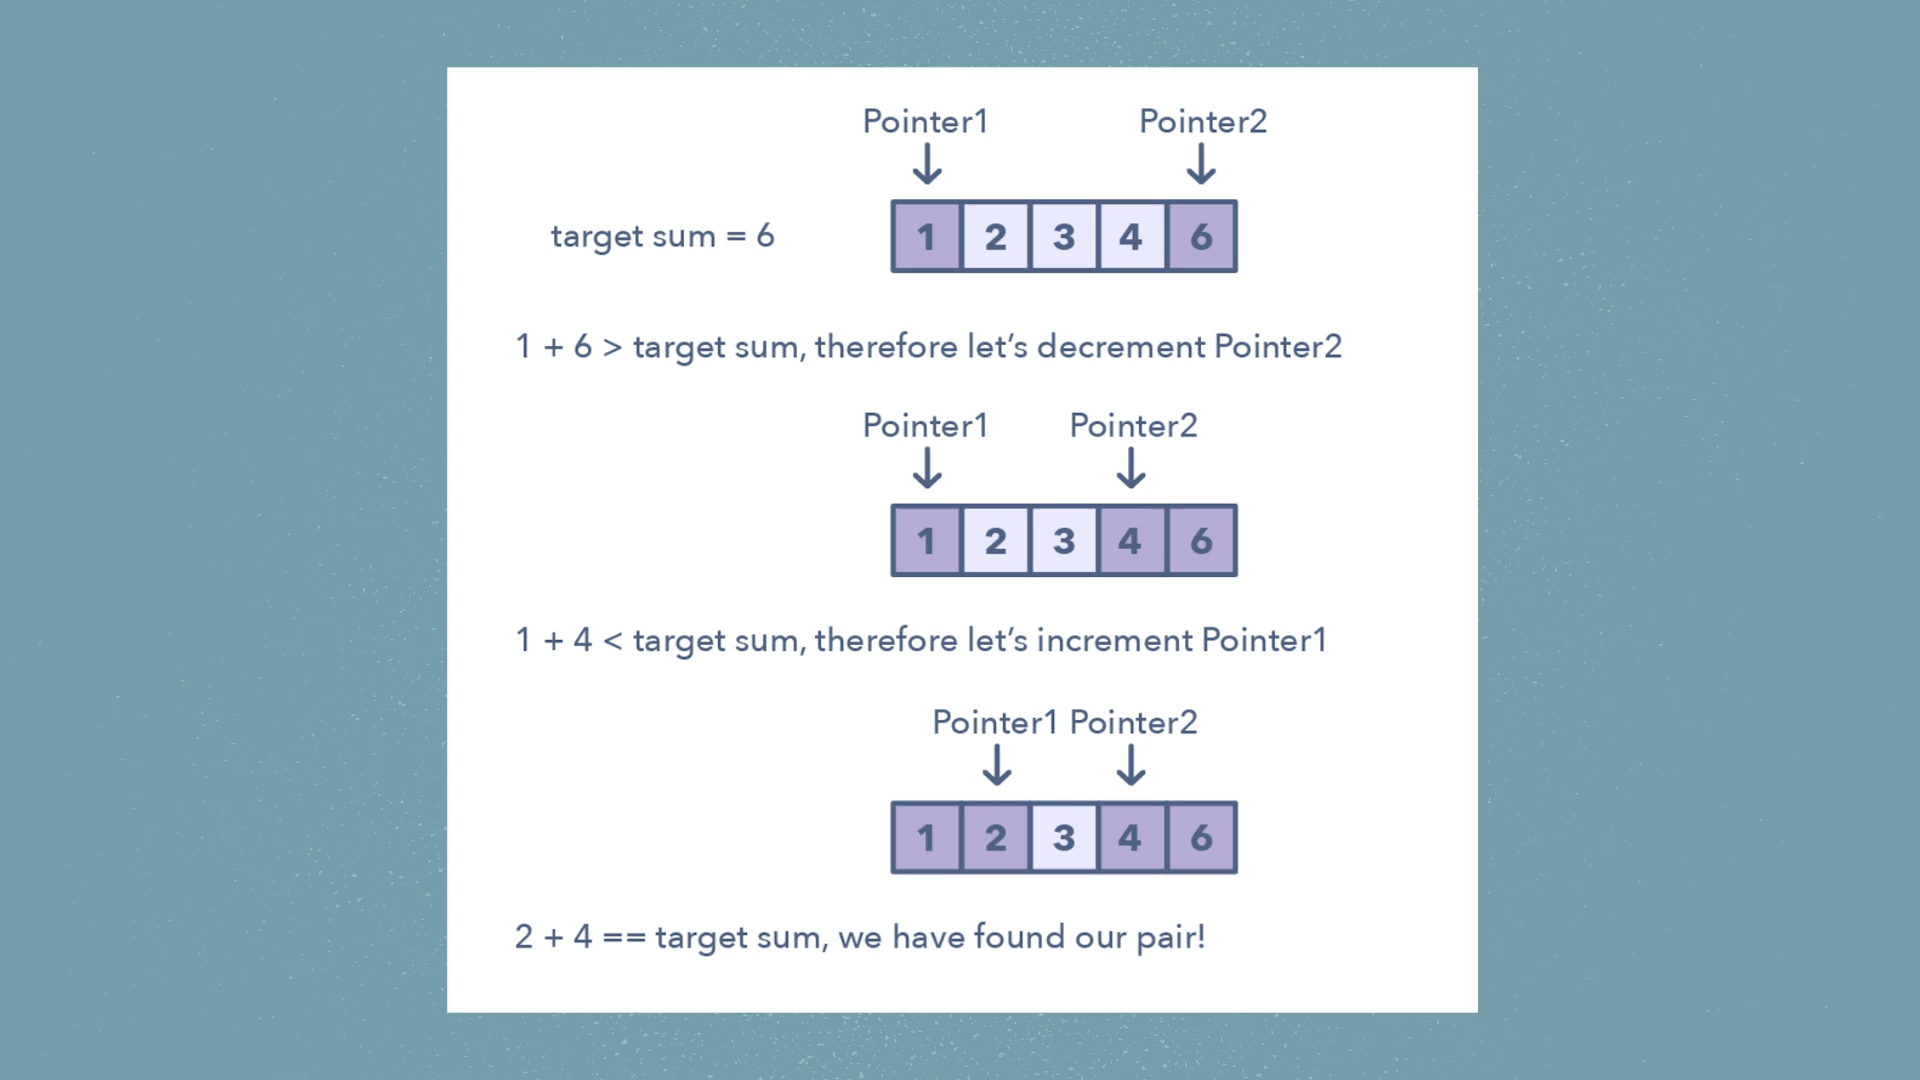 Pointer1 Pointer2
target sum = 6 1 2 3 4 6
1 + 6 > target sum, therefore let’s decrement Pointer2
Pointer1 Pointer2
1 2 3 4 6
1 + 4 < target sum, therefore let’s increment Pointer1
Pointer1 Pointer2
1 2 3 4 6
2 + 4 == target sum, we have found our pair!